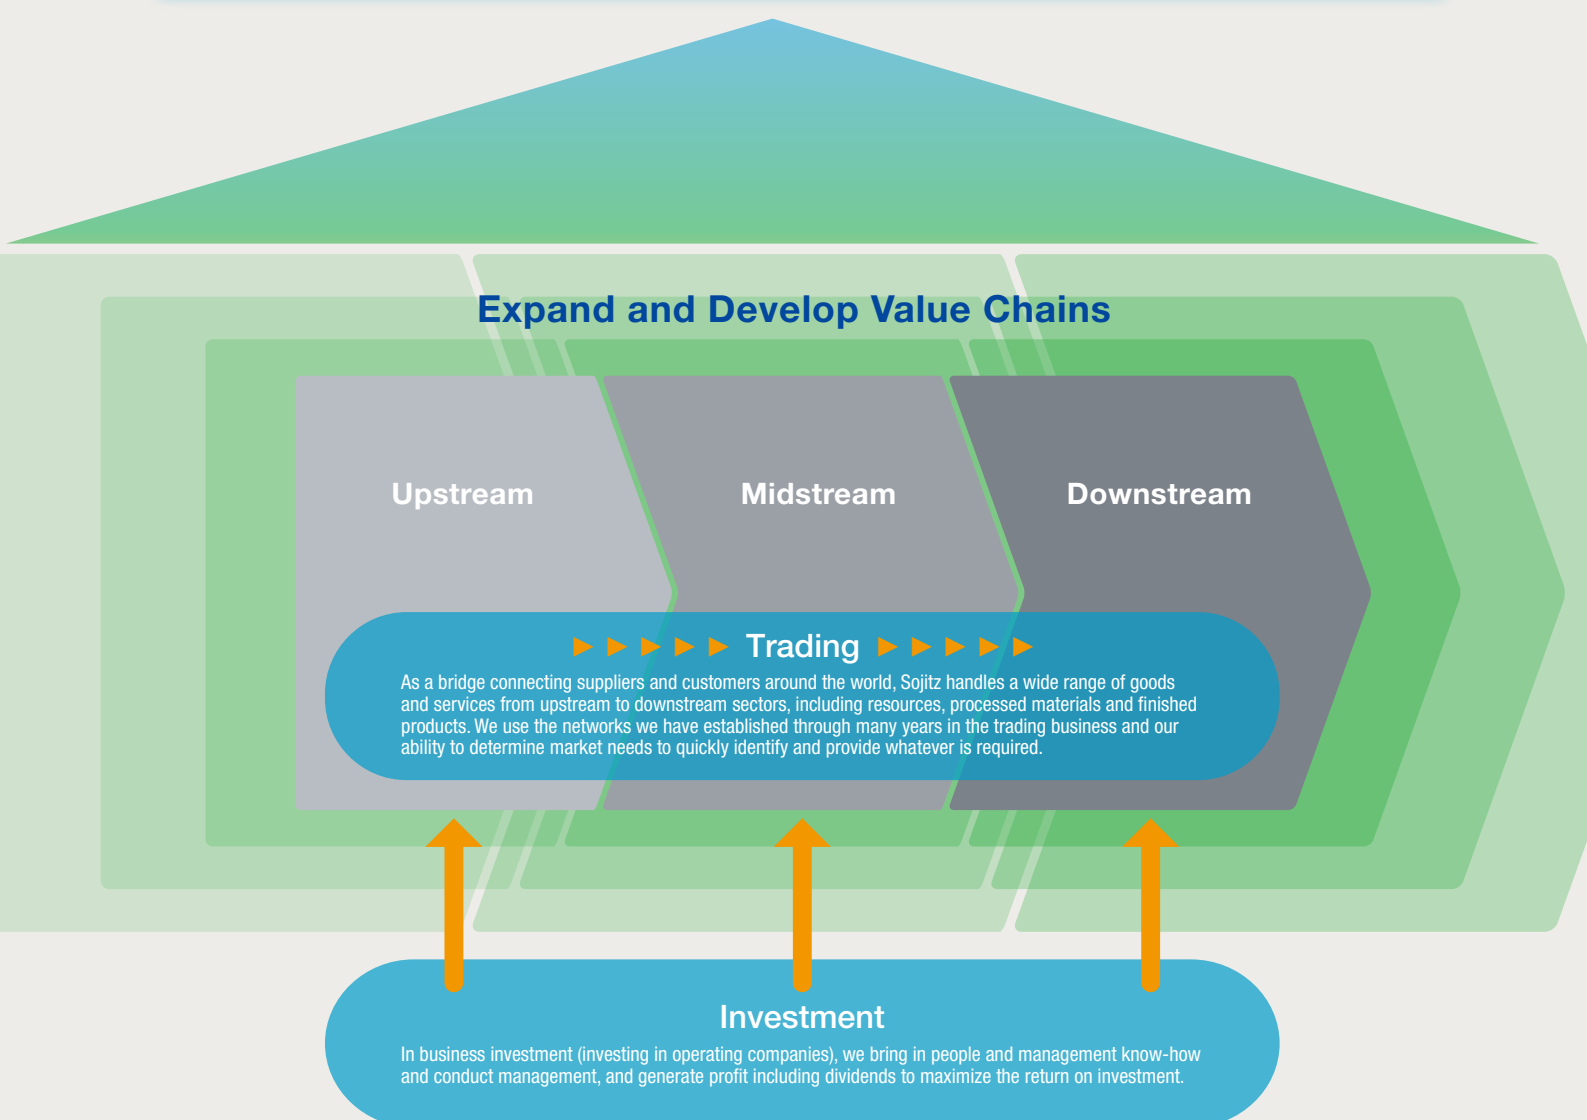 Expand and Develop Value Chains
Upstream
Midstream
Downstream
Trading
As a bridge connecting suppliers and customers around the world, Sojitz handles a wide range of goods
and services from upstream to downstream sectors, including resources, processed materials and finished
products. We use the networks we have established through many years in the trading business and our
ability to determine market needs to quickly identify and provide whatever is required.
Investment
In business investment (investing in operating companies), we bring in people and management know-how
and conduct management, and generate profit including dividends to maximize the return on investment.